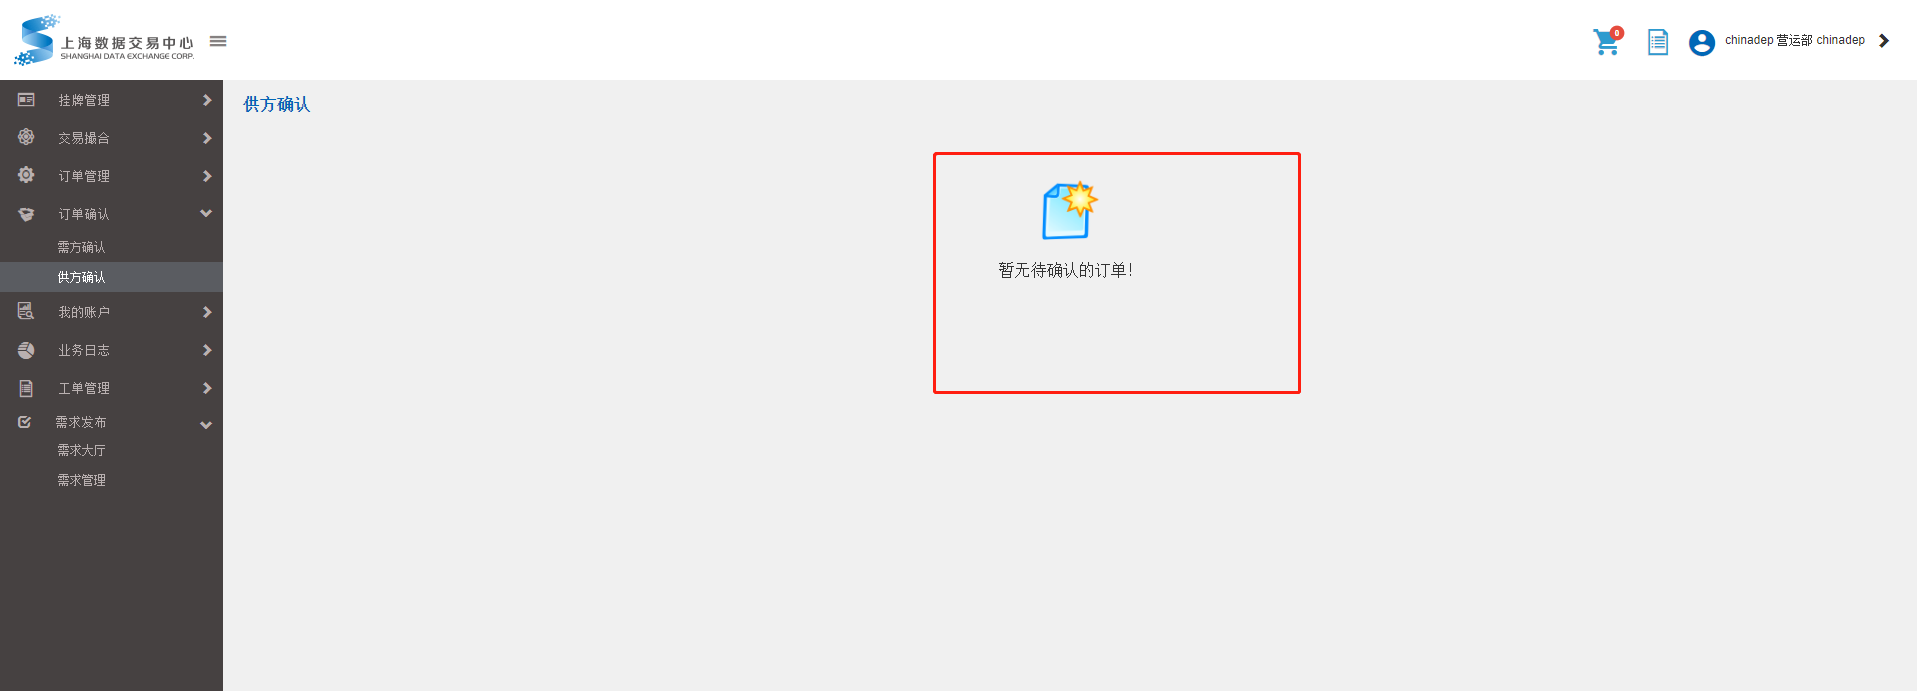 上海数据交易中心
SHANGHAI DATA EXCHANGE CORP.
0
chinadep 营运部 chinadep
挂牌管理
交易撮合
订单管理
订单确认
需方确认
供方确认
我的账户
业务日志
工单管理
需求发布
需求大厅
需求管理
供方确认
暂无待确认的订单！